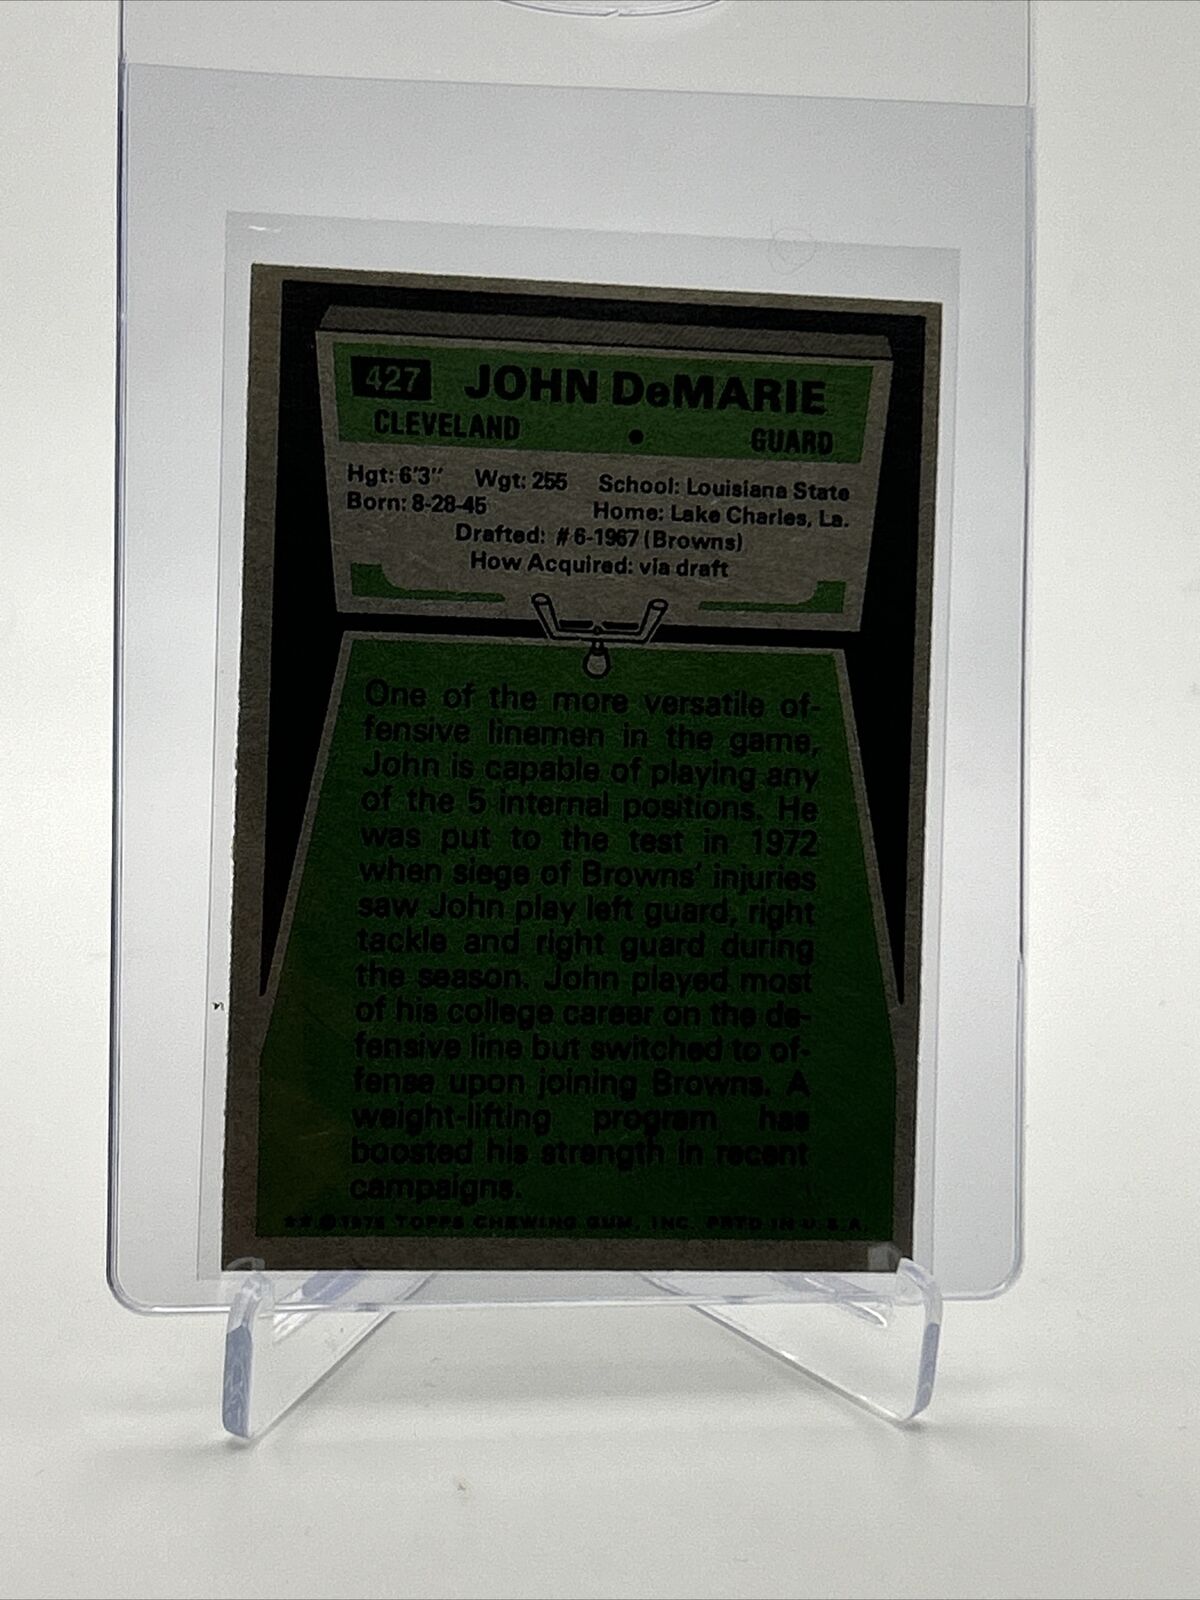 427 JOHN DeMARIE
CLEVELAND • GUARD
Hgt: 6'3" Wgt: 255 School: Louisiana State
Born: 8-28-45 Home: Lake Charles, La.
Drafted: #6-1967 (Browns)
How Acquired: via draft
One of the more versatile of-
fensive linemen in the game,
John is capable of playing any
of the 5 internal positions. He
was put to the test in 1972
when siege of Browns' injuries
saw John play left guard, right
tackle and right guard during
the season. John played most
of his college career on the de-
fensive line but switched to of-
fense upon joining Browns. A
weight-lifting program has
boosted his strength in recent
campaigns.
** © 1975 TOPPS CHEWING GUM, INC. PRTD IN U.S.A.